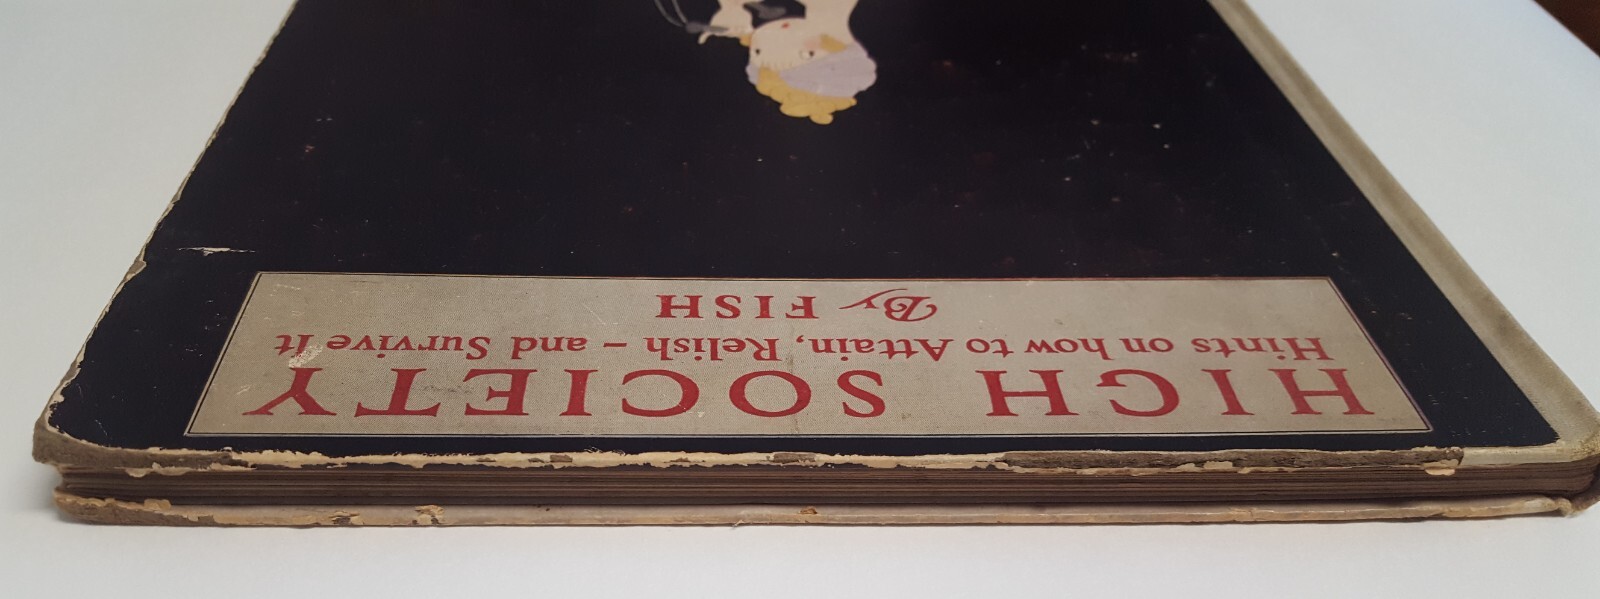 HIGH SOCIETY
Hints on how to Attain, Relish – and Survive It
By FISH